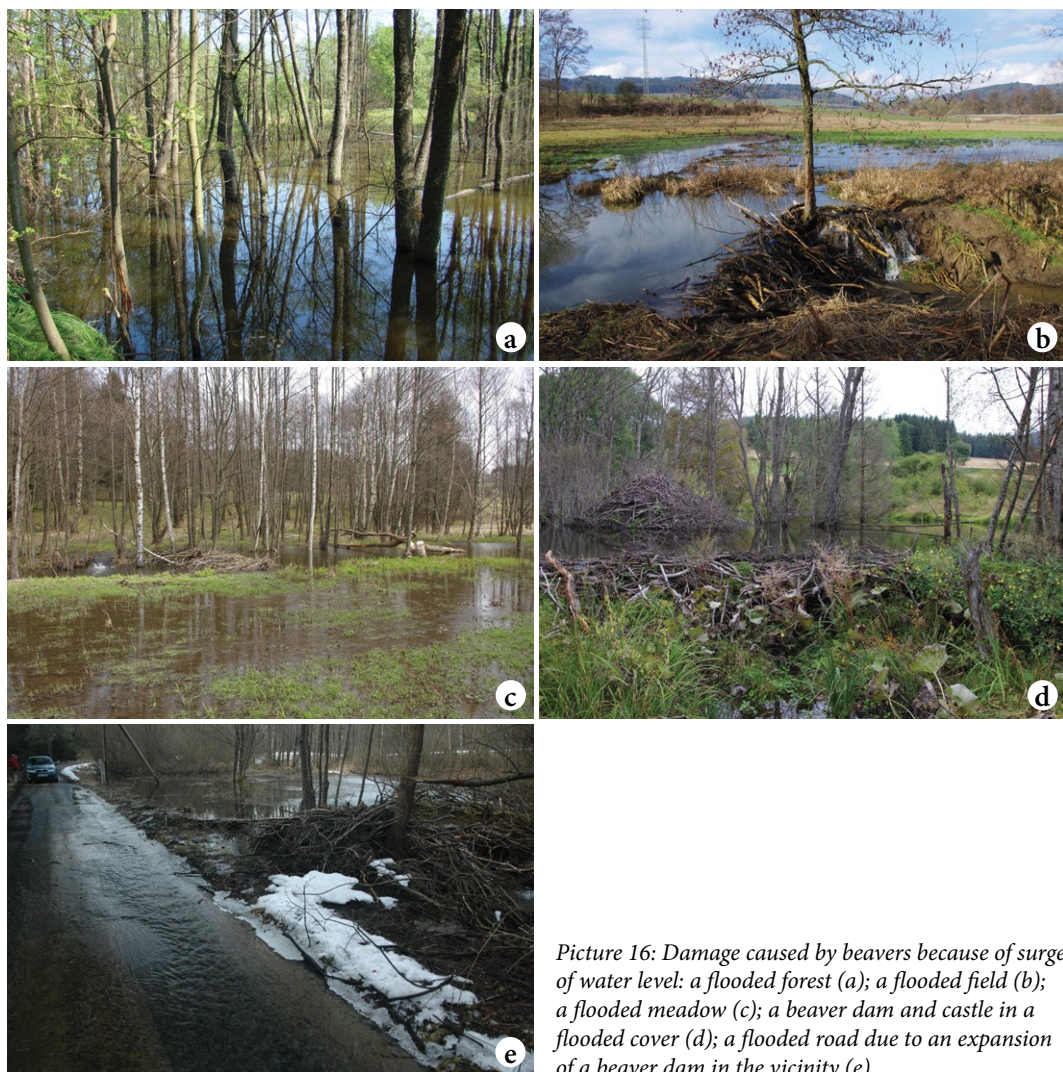 a
b
c
d
e
Picture 16: Damage caused by beavers because of surge
of water level: a flooded forest (a); a flooded field (b);
a flooded meadow (c); a beaver dam and castle in a
flooded cover (d); a flooded road due to an expansion
of a beaver dam in the vicinity (e)